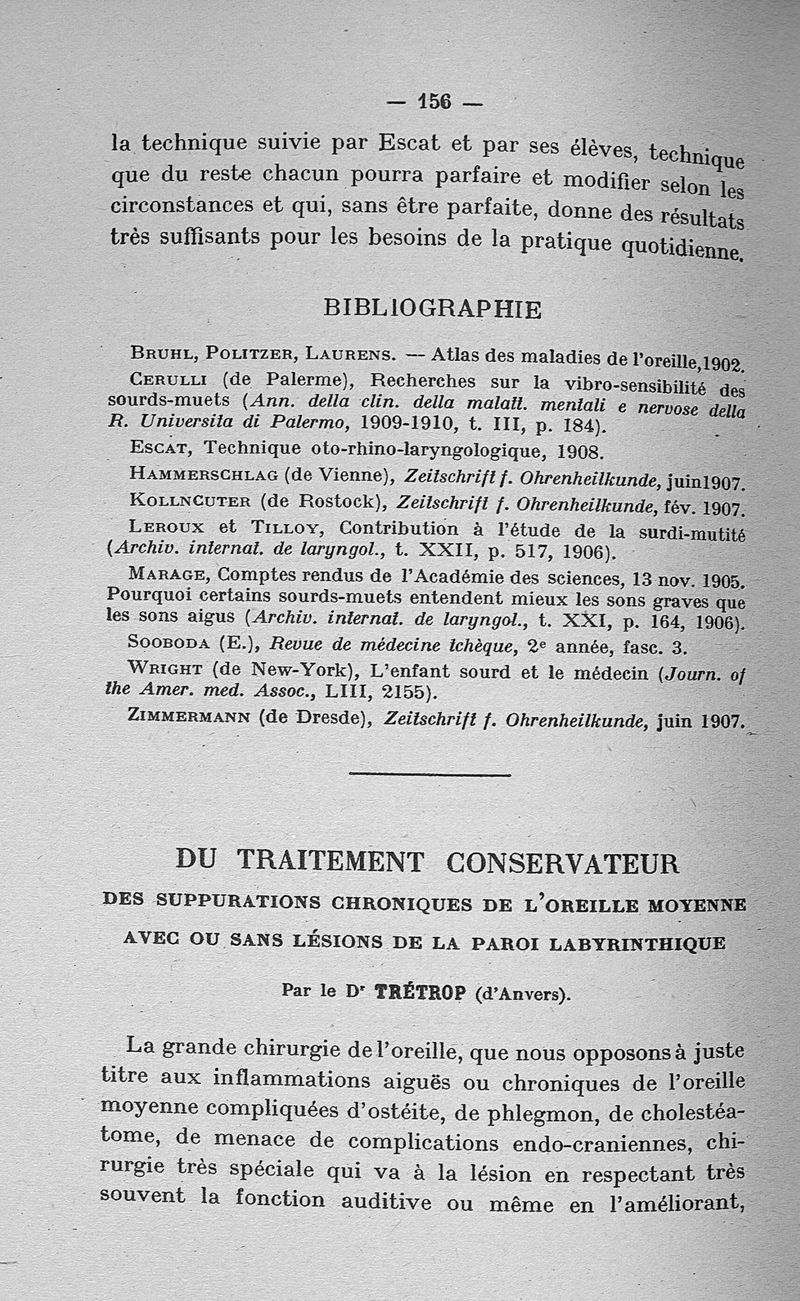 — 156 —
la technique suivie par Escat et par ses élèves, technique
que du reste chacun pourra parfaire et modifier selon les
circonstances et qui, sans être parfaite, donne des résultats
très suffisants pour les besoins de la pratique quotidienne.
BIBLIOGRAPHIE
BRUHL, POLITZER, LAURENS. — Atlas des maladies de l'oreille, 1902.
CERULLI (de Palerme), Recherches sur la vibro-sensibilité des
sourds-muets (Ann. della clin. della malatt. mentali e nervose della
R. Universita di Palermo, 1909-1910, t. III, p. 184).
ESCAT, Technique oto-rhino-laryngologique, 1908.
HAMMERSCHLAG (de Vienne), Zeitschrift f. Ohrenheilkunde, juin 1907.
KOLLNCUTER (de Rostock), Zeitschrift f. Ohrenheilkunde, fév. 1907.
LEROUX et TILLOY, Contribution à l'étude de la surdi-mutité
(Archiv. internat. de laryngol., t. XXII, p. 517, 1906).
MARAGE, Comptes rendus de l'Académie des sciences, 13 nov. 1905.
Pourquoi certains sourds-muets entendent mieux les sons graves que
les sons aigus (Archiv. internat. de laryngol., t. XXI, p. 164, 1906).
SOOBODA (E.), Revue de médecine tchèque, 2e année, fasc. 3.
WRIGHT (de New-York), L'enfant sourd et le médecin (Journ. of
the Amer. med. Assoc., LIII, 2155).
ZIMMERMANN (de Dresde), Zeitschrift f. Ohrenheilkunde, juin 1907.
DU TRAITEMENT CONSERVATEUR
DES SUPPURATIONS CHRONIQUES DE L'OREILLE MOYENNE
AVEC OU SANS LÉSIONS DE LA PAROI LABYRINTHIQUE
Par le Dr TRÉTROP (d'Anvers).
La grande chirurgie de l'oreille, que nous opposons à juste
titre aux inflammations aiguës ou chroniques de l'oreille
moyenne compliquées d'ostéite, de phlegmon, de cholestéa-
tome, de menace de complications endo-craniennes, chi-
rurgie très spéciale qui va à la lésion en respectant très
souvent la fonction auditive ou même en l'améliorant,